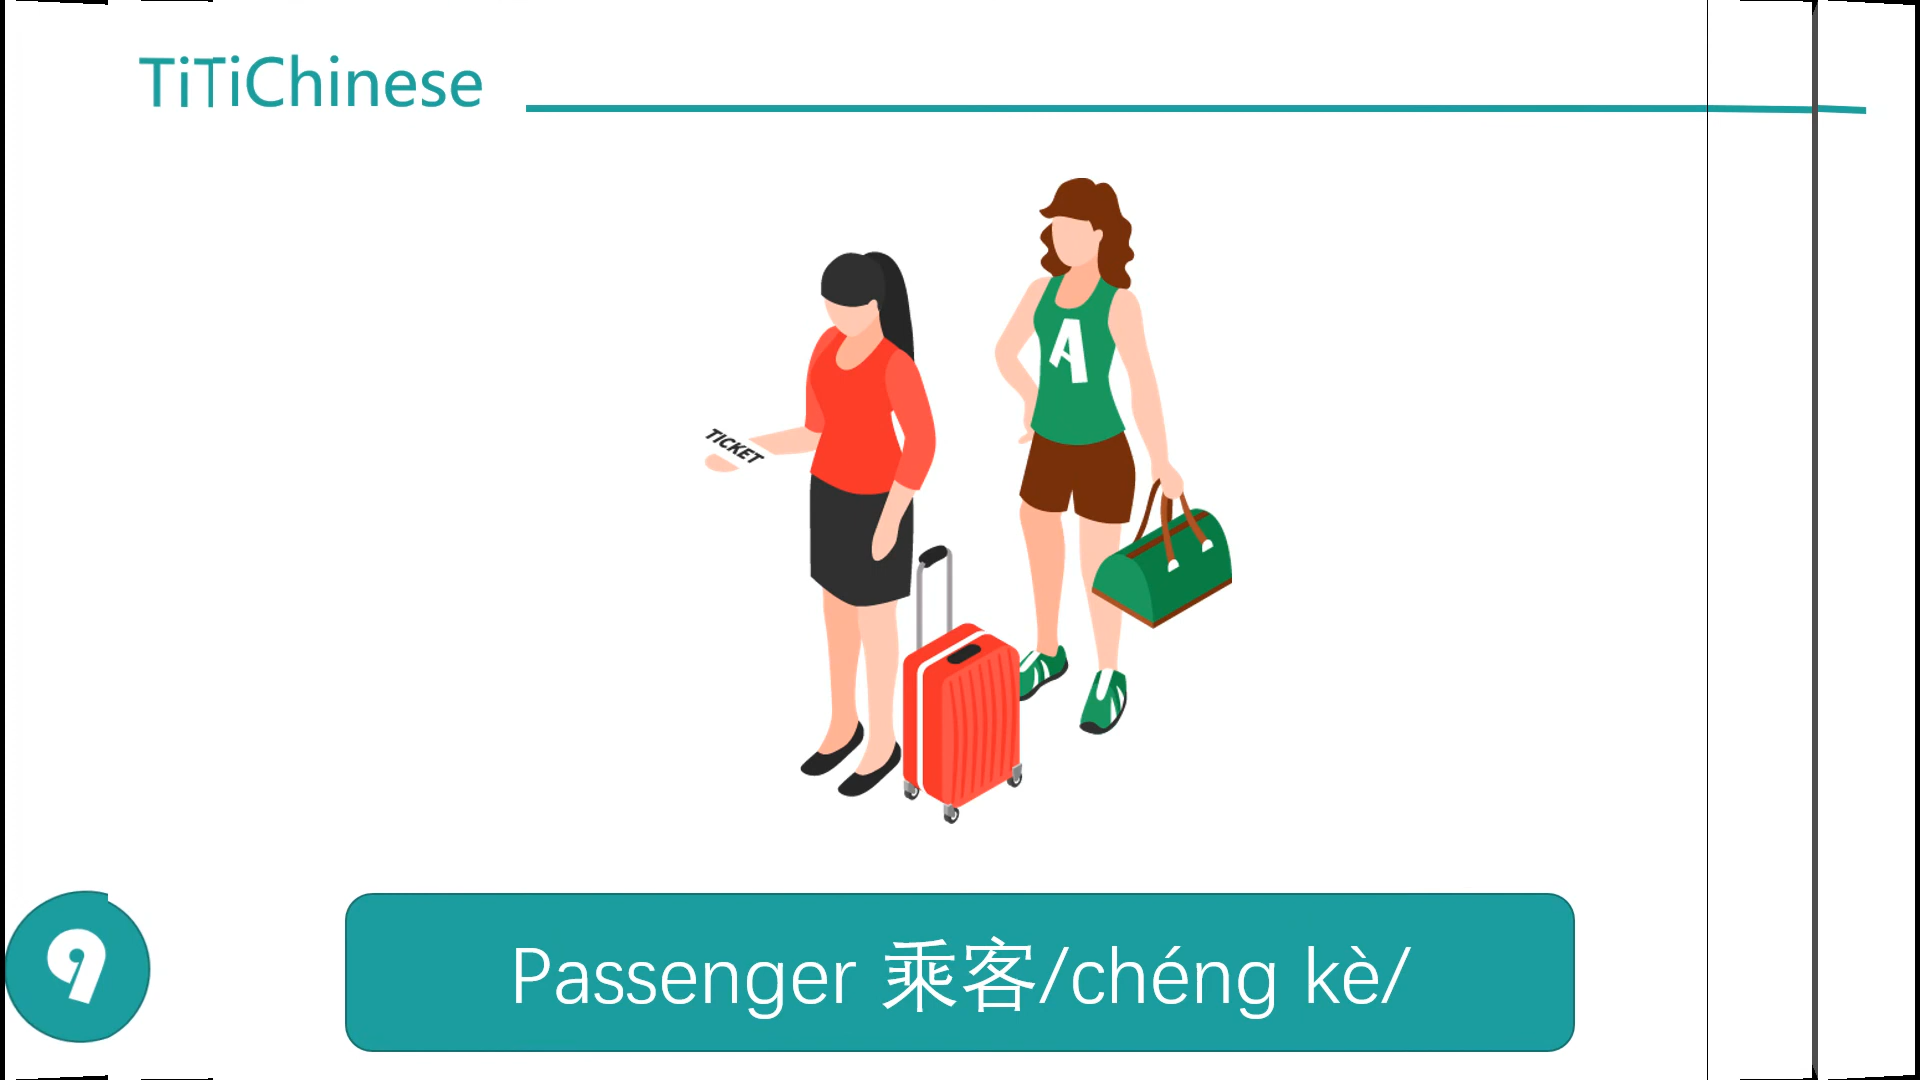 TiTiChinese
A
TICKET
9
Passenger 乘客/chéng kè/